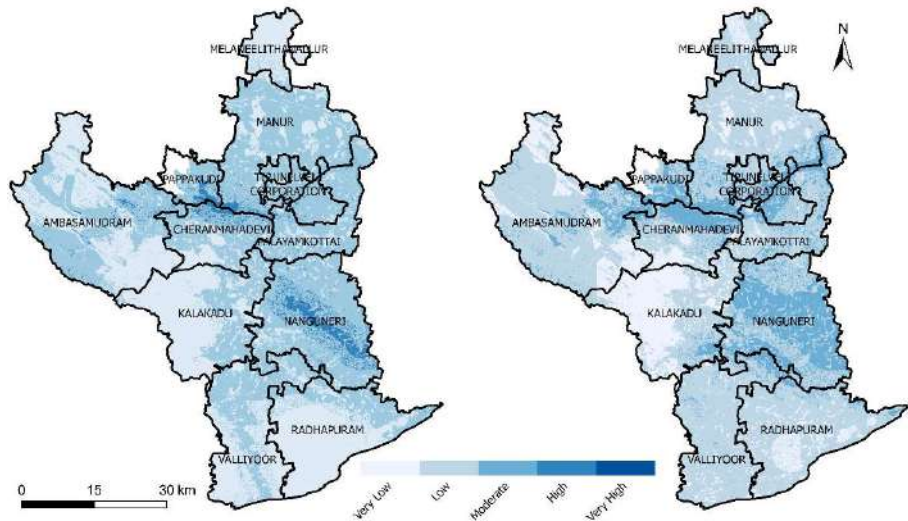 MELANEELITHANALLUR
MANUR
PAPPAKUDI
TIRUNELVELI
CORPORATION
AMBASAMUDRAM
CHERANMAHADEVI
PALAYAMKOTTAI
KALAKADU
NANGUNERI
RADHAPURAM
VALLIYOOR
N
MELANEELITHANALLUR
MANUR
PAPPAKUDI
TIRUNELVELI
CORPORATION
AMBASAMUDRAM
CHERANMAHADEVI
PALAYAMKOTTAI
KALAKADU
NANGUNERI
RADHAPURAM
VALLIYOOR
0 15 30 km
Very Low Low Moderate High Very High